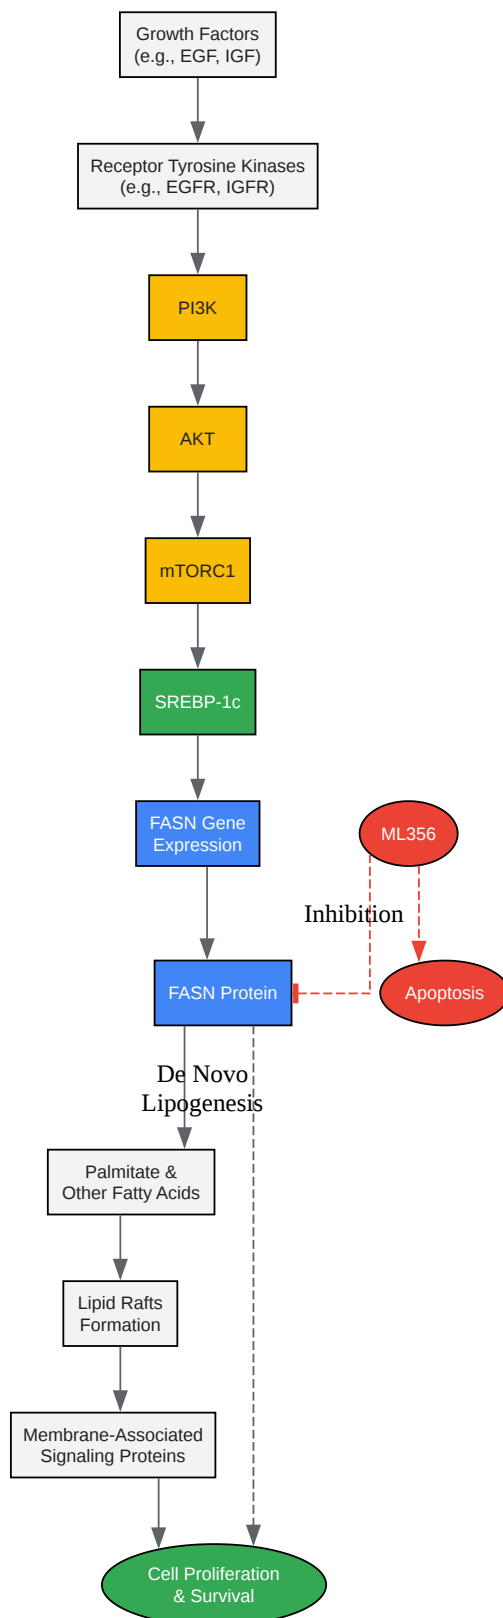 Growth Factors
(e.g., EGF, IGF)
Receptor Tyrosine Kinases
(e.g., EGFR, IGFR)
PI3K
AKT
mTORC1
SREBP-1c
FASN Gene
Expression
ML356
Inhibition
FASN Protein
Apoptosis
De Novo
Lipogenesis
Palmitate &
Other Fatty Acids
Lipid Rafts
Formation
Membrane-Associated
Signaling Proteins
Cell Proliferation
& Survival